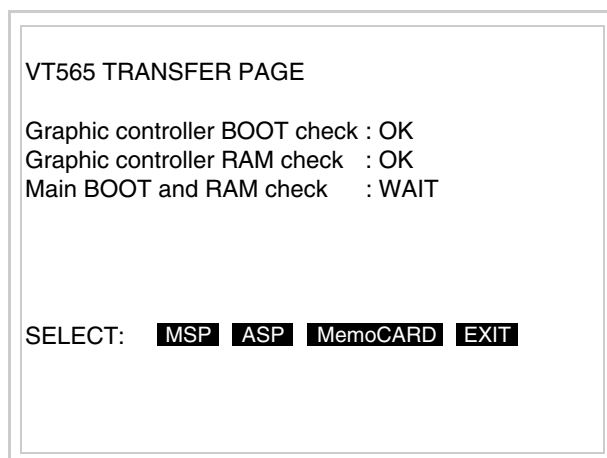 VT565 TRANSFER PAGE
Graphic controller BOOT check : OK
Graphic controller RAM check : OK
Main BOOT and RAM check : WAIT
SELECT: MSP ASP MemoCARD EXIT